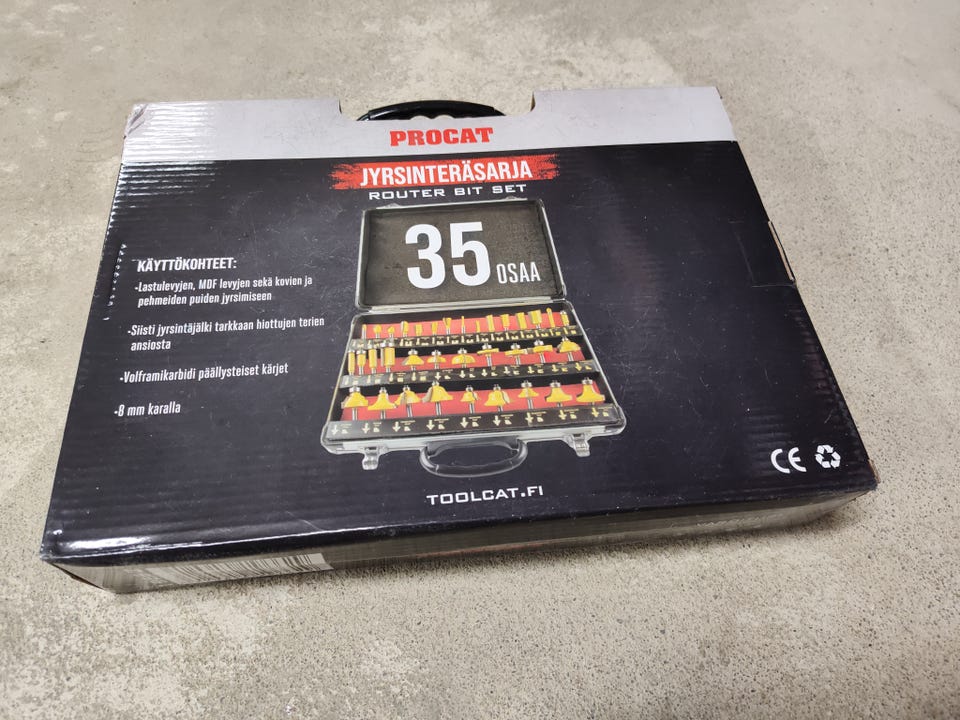 PROCAT
JYRSINTERÄSARJA
ROUTER BIT SET
35 OSAA
KÄYTTÖKOHTEET:
-Lastulevyjen, MDF levyjen sekä kovien ja
pehmeiden puiden jyrsimiseen
-Siisti jyrsintäjälki tarkkaan hiottujen terien
ansiosta
-Volframikarbidi päällysteiset kärjet
-8 mm karalla
TOOLCAT.FI
CE